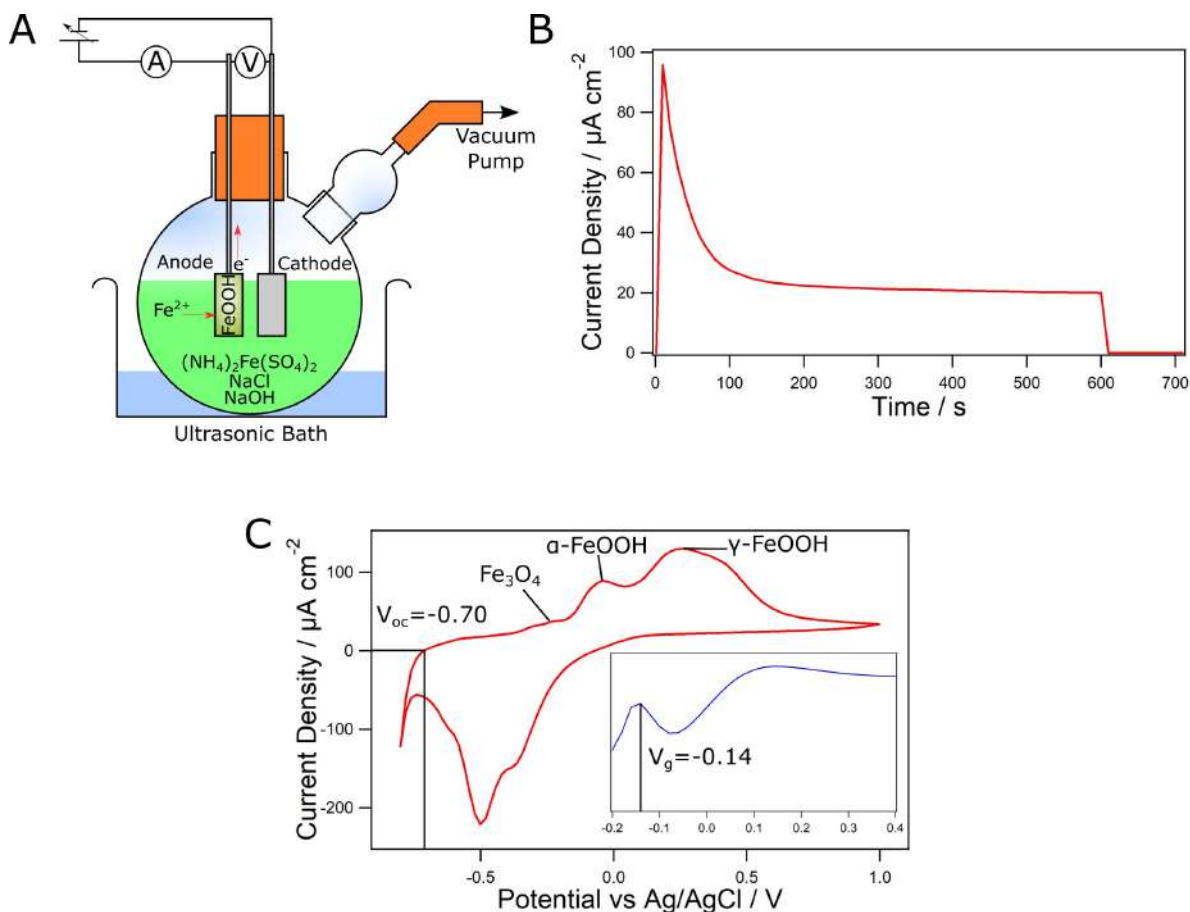 A
A
V
Vacuum
Pump
Anode
e⁻
Cathode
Fe²⁺
FeOOH
(NH₄)₂Fe(SO₄)₂
NaCl
NaOH
Ultrasonic Bath
B
Current Density / µA cm⁻²
100
80
60
40
20
0
0
100
200
300
400
500
600
700
Time / s
C
Current Density / µA cm⁻²
100
0
-100
-200
V_oc=-0.70
Fe₃O₄
α-FeOOH
γ-FeOOH
V_g=-0.14
-0.2
-0.1
0.0
0.1
0.2
0.3
0.4
-0.5
0.0
0.5
1.0
Potential vs Ag/AgCl / V